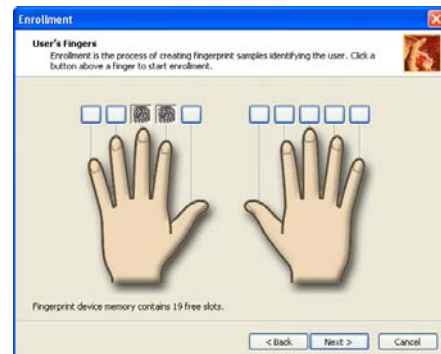 Enrollment
User's Fingers
Enrollment is the process of creating fingerprint samples identifying the user. Click a
button above a finger to start enrollment.
Fingerprint device memory contains 19 free slots.
< Back Next > Cancel